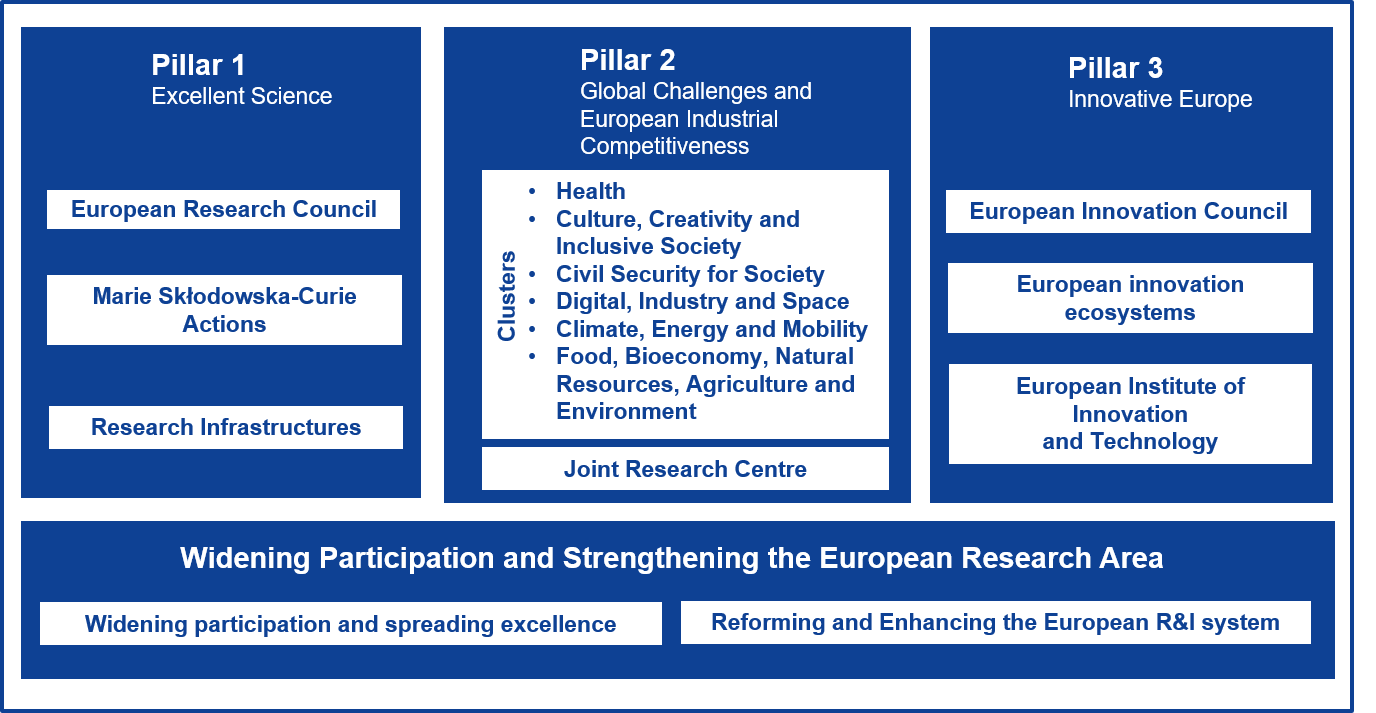 Pillar 1
Excellent Science
European Research Council
Marie Skłodowska-Curie
Actions
Research Infrastructures
Pillar 2
Global Challenges and
European Industrial
Competitiveness
Clusters
• Health
• Culture, Creativity and
Inclusive Society
• Civil Security for Society
• Digital, Industry and Space
• Climate, Energy and Mobility
• Food, Bioeconomy, Natural
Resources, Agriculture and
Environment
Joint Research Centre
Pillar 3
Innovative Europe
European Innovation Council
European innovation
ecosystems
European Institute of
Innovation
and Technology
Widening Participation and Strengthening the European Research Area
Widening participation and spreading excellence
Reforming and Enhancing the European R&I system